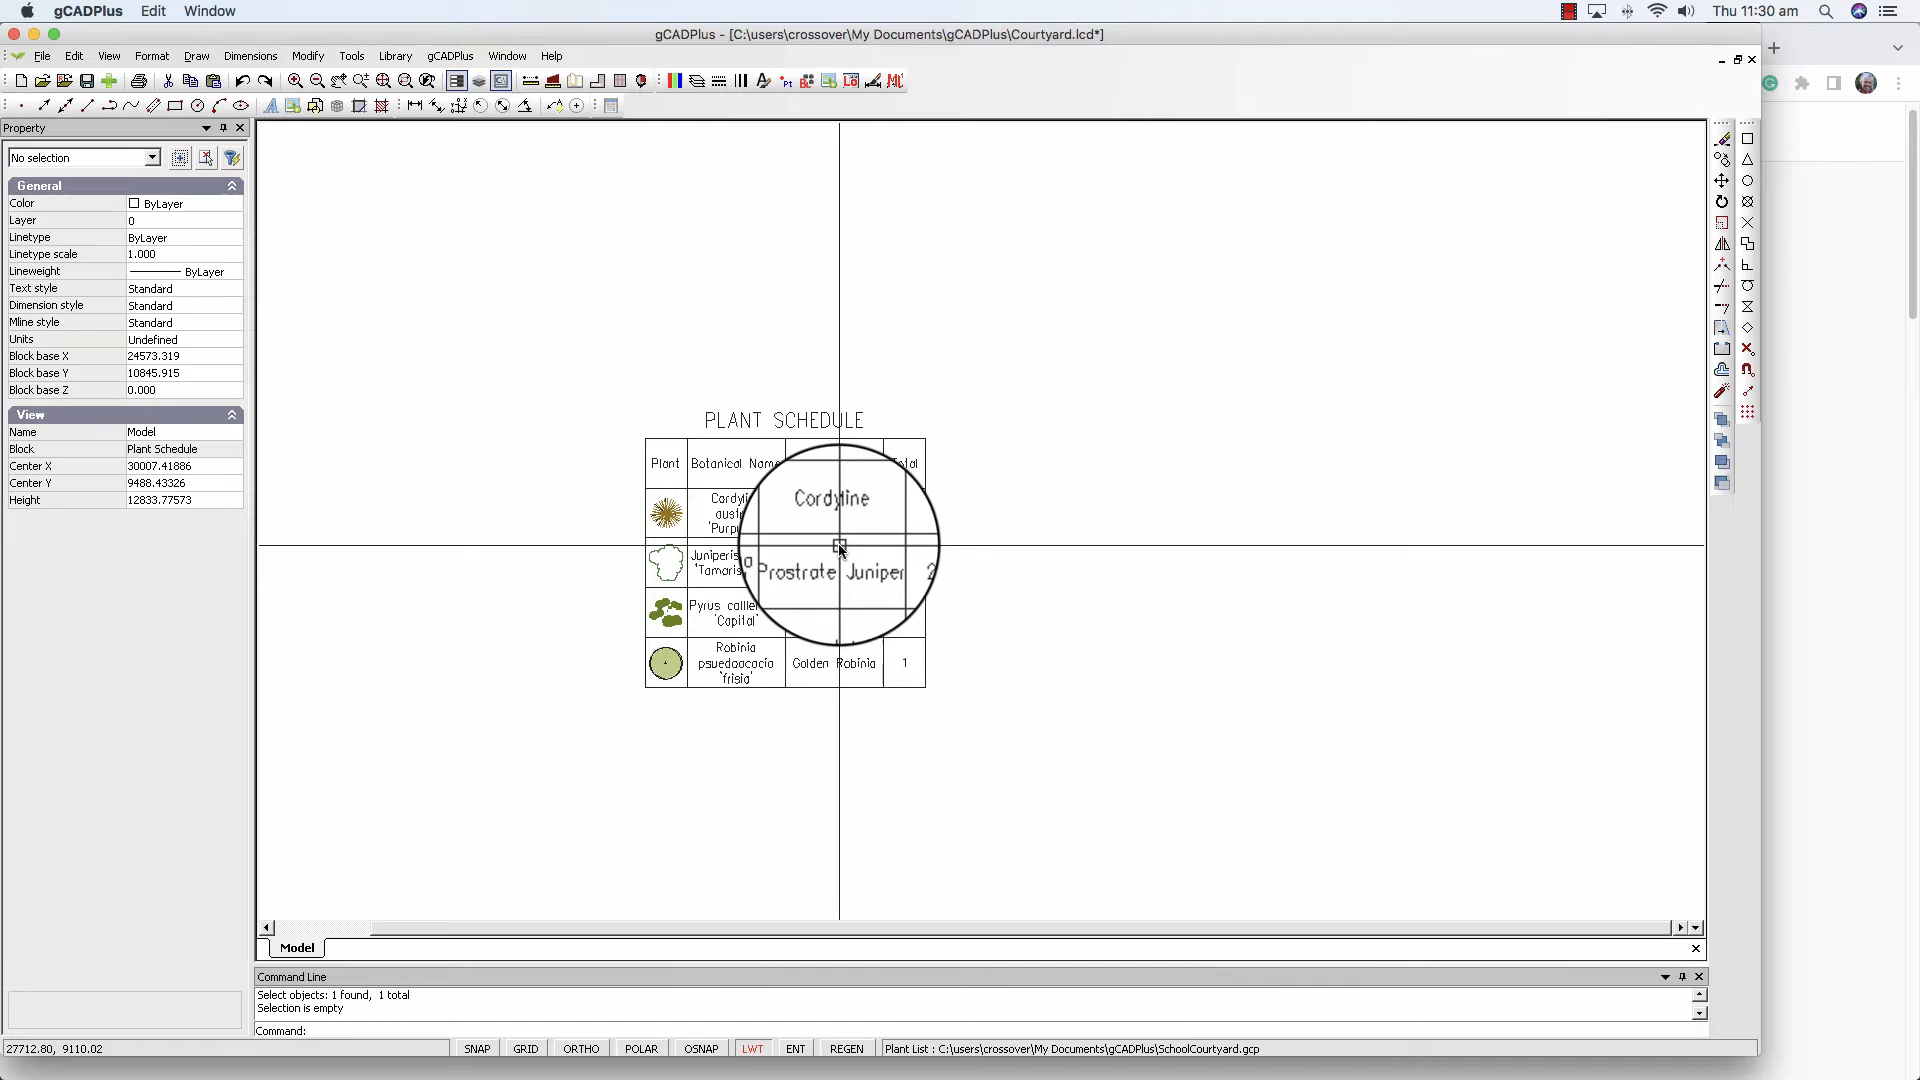 gCADPlus Edit Window
Thu 11:30 am
gCADPlus - [C:\users\crossover\My Documents\gCADPlus\Courtyard.lcd*]
File Edit View Format Draw Dimensions Modify Tools Library gCADPlus Window Help
Property
No selection
General
Color ByLayer
Layer 0
Linetype ByLayer
Linetype scale 1.000
Lineweight ByLayer
Text style Standard
Dimension style Standard
Mline style Standard
Units Undefined
Block base X 24573.319
Block base Y 10845.915
Block base Z 0.000
View
Name Model
Block Plant Schedule
Center X 30007.41886
Center Y 9488.43326
Height 12833.77573
PLANT SCHEDULE
Plant Botanical Name
Cordyline
Prostrate Juniper 2
'Capital'
Robinia
psuedoacacia
'frisia'
Golden Robinia 1
Model
Command Line
Select objects: 1 found, 1 total
Selection is empty
Command:
27712.80, 9110.02
SNAP GRID ORTHO POLAR OSNAP LWT ENT REGEN
Plant List : C:\users\crossover\My Documents\gCADPlus\SchoolCourtyard.gcp